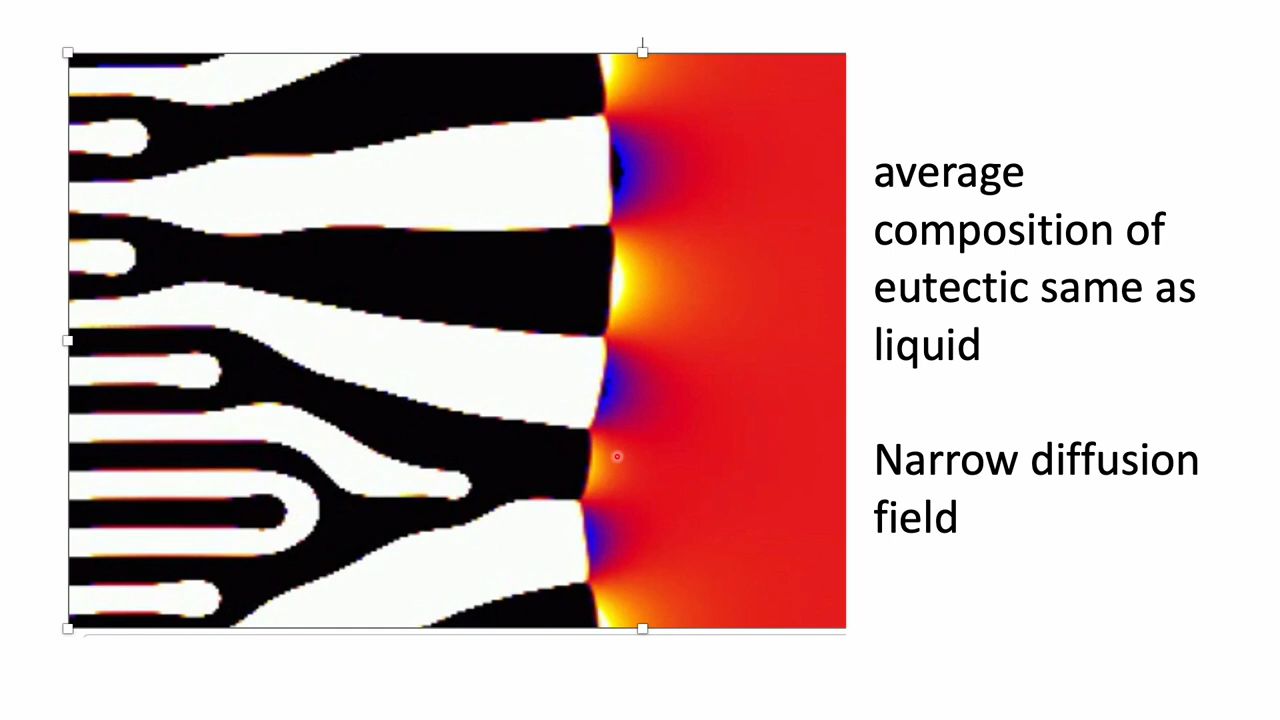 average
composition of
eutectic same as
liquid
Narrow diffusion
field